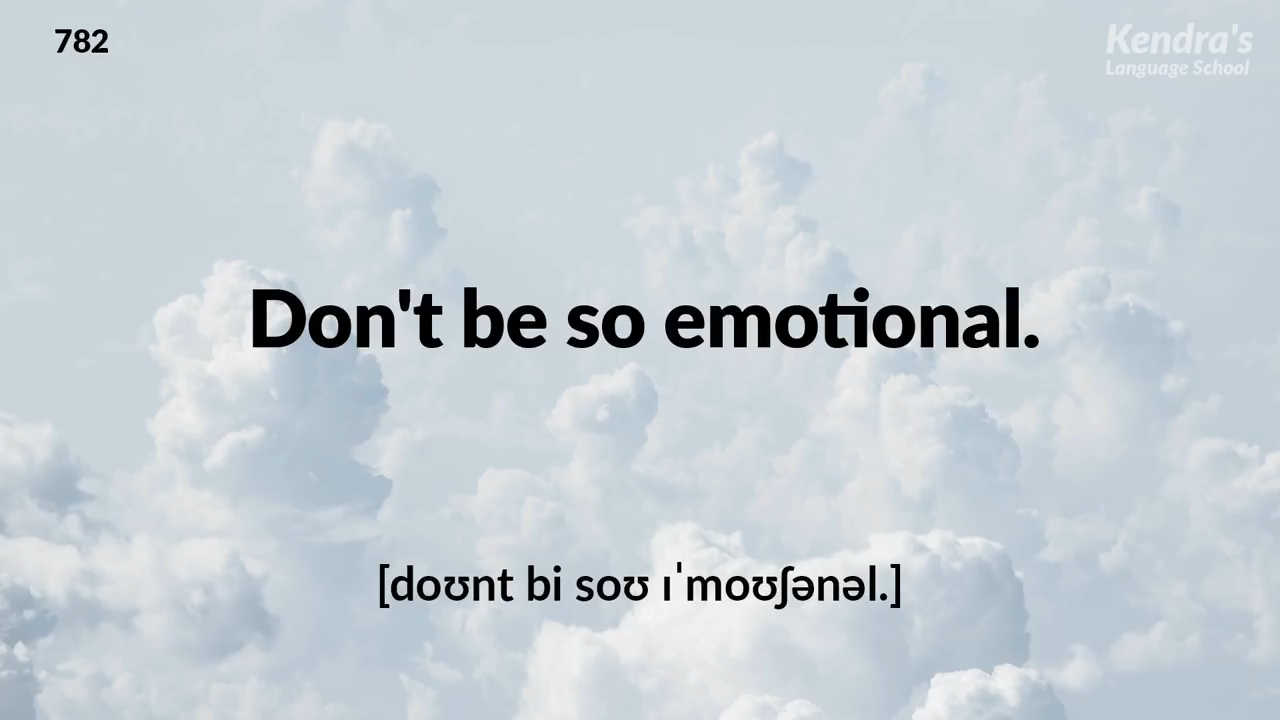 782
Kendra's
Language School
Don't be so emotional.
[doʊnt bi soʊ ɪˈmoʊʃənəl.]